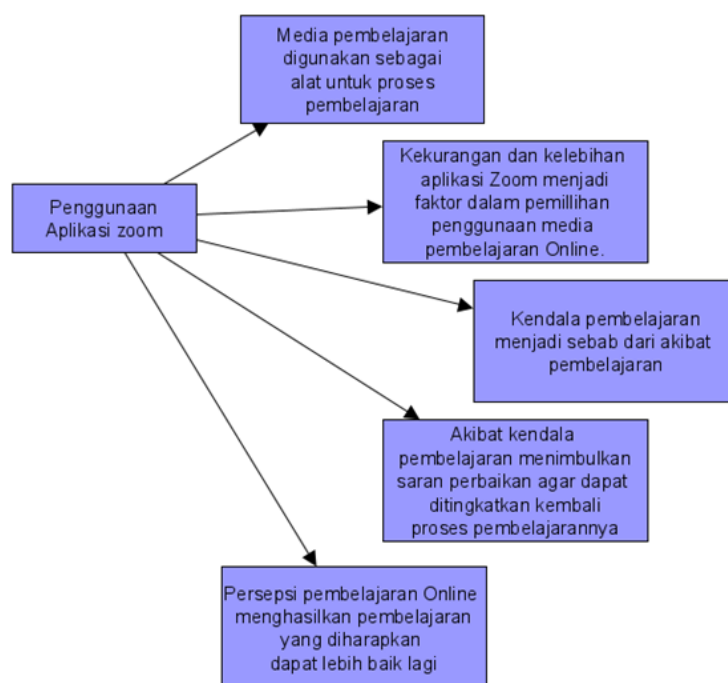 Media pembelajaran
digunakan sebagai
alat untuk proses
pembelajaran
Kekurangan dan kelebihan
aplikasi Zoom menjadi
faktor dalam pemillihan
penggunaan media
pembelajaran Online.
Penggunaan
Aplikasi zoom
Kendala pembelajaran
menjadi sebab dari akibat
pembelajaran
Akibat kendala
pembelajaran menimbulkan
saran perbaikan agar dapat
ditingkatkan kembali
proses pembelajarannya
Persepsi pembelajaran Online
menghasilkan pembelajaran
yang diharapkan
dapat lebih baik lagi